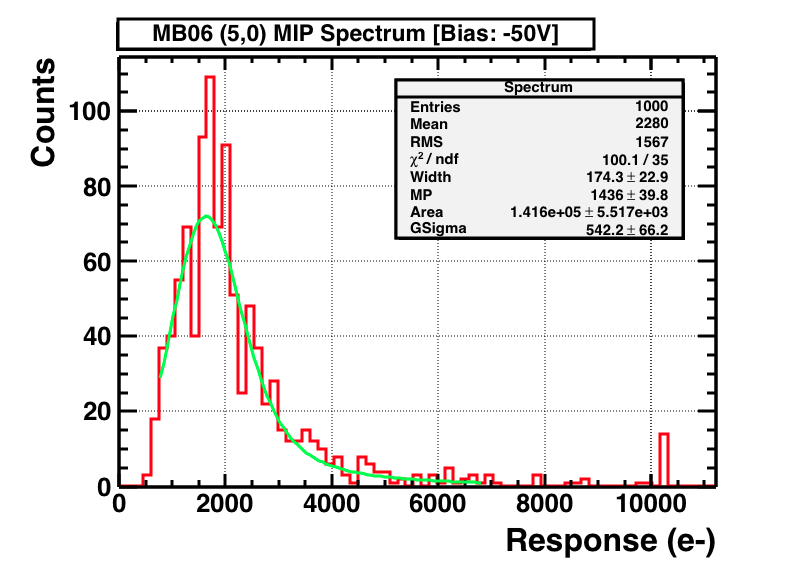 MB06 (5,0) MIP Spectrum [Bias: -50V]
Counts
100
80
60
40
20
0
Spectrum
Entries 1000
Mean 2280
RMS 1567
χ² / ndf 100.1 / 35
Width 174.3 ± 22.9
MP 1436 ± 39.8
Area 1.416e+05 ± 5.517e+03
GSigma 542.2 ± 66.2
0 2000 4000 6000 8000 10000
Response (e-)